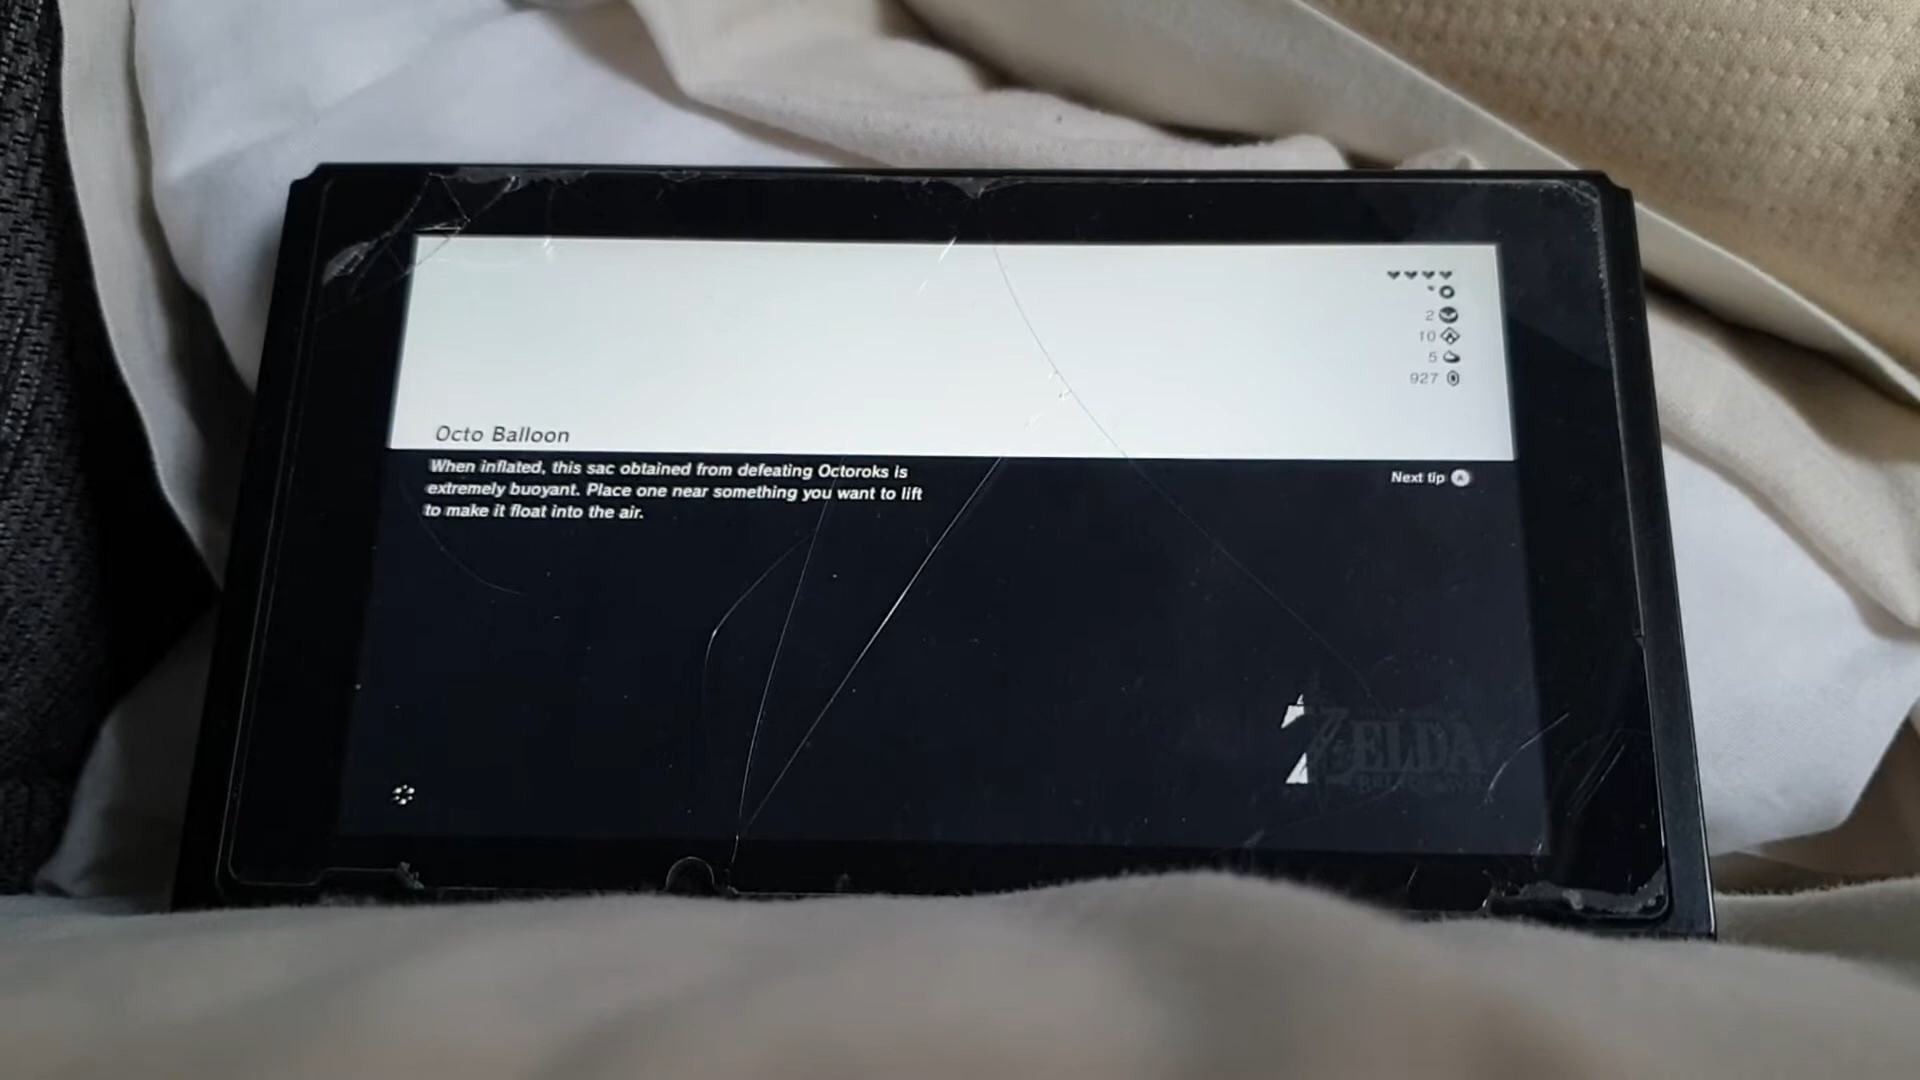 2
10
5
927
Octo Balloon
When inflated, this sac obtained from defeating Octoroks is
extremely buoyant. Place one near something you want to lift
to make it float into the air.
Next tip A
ZELDA